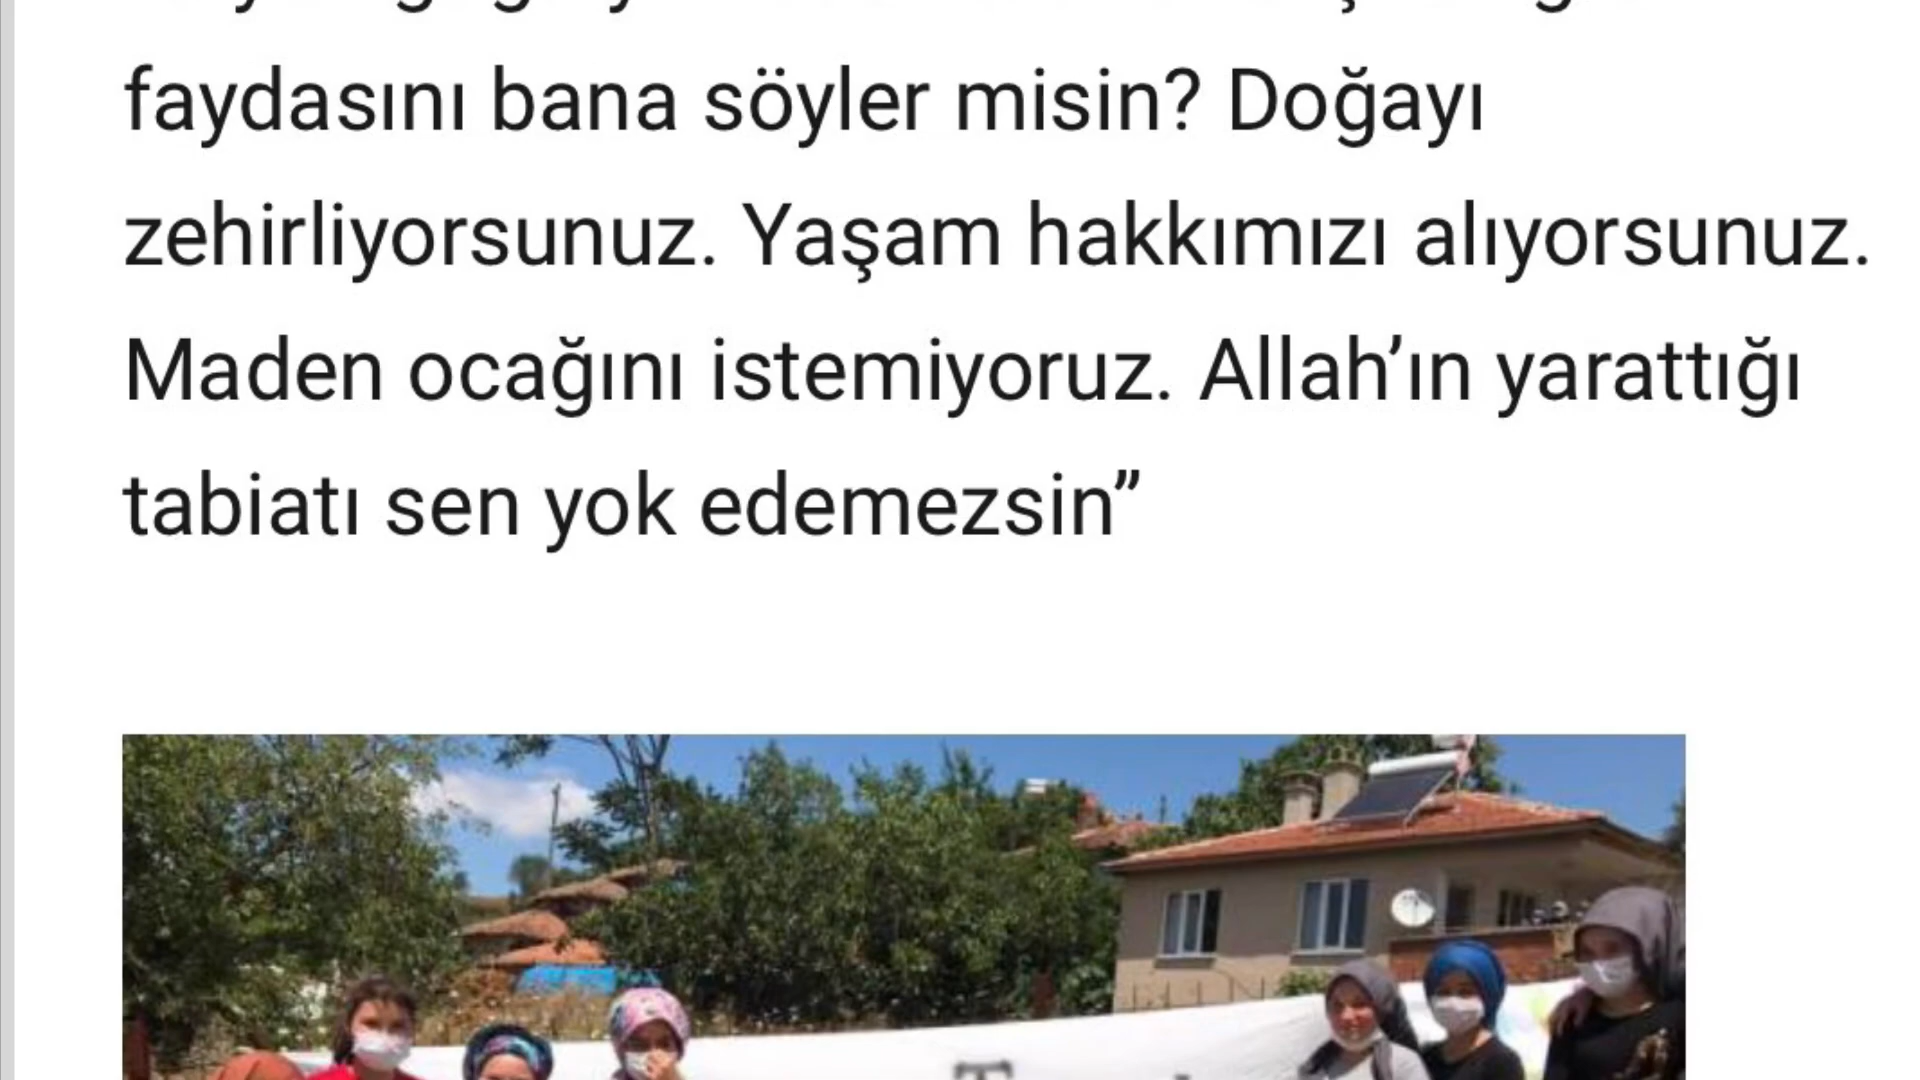 faydasını bana söyler misin? Doğayı
zehirliyorsunuz. Yaşam hakkımızı alıyorsunuz.
Maden ocağını istemiyoruz. Allah’ın yarattığı
tabiatı sen yok edemezsin”